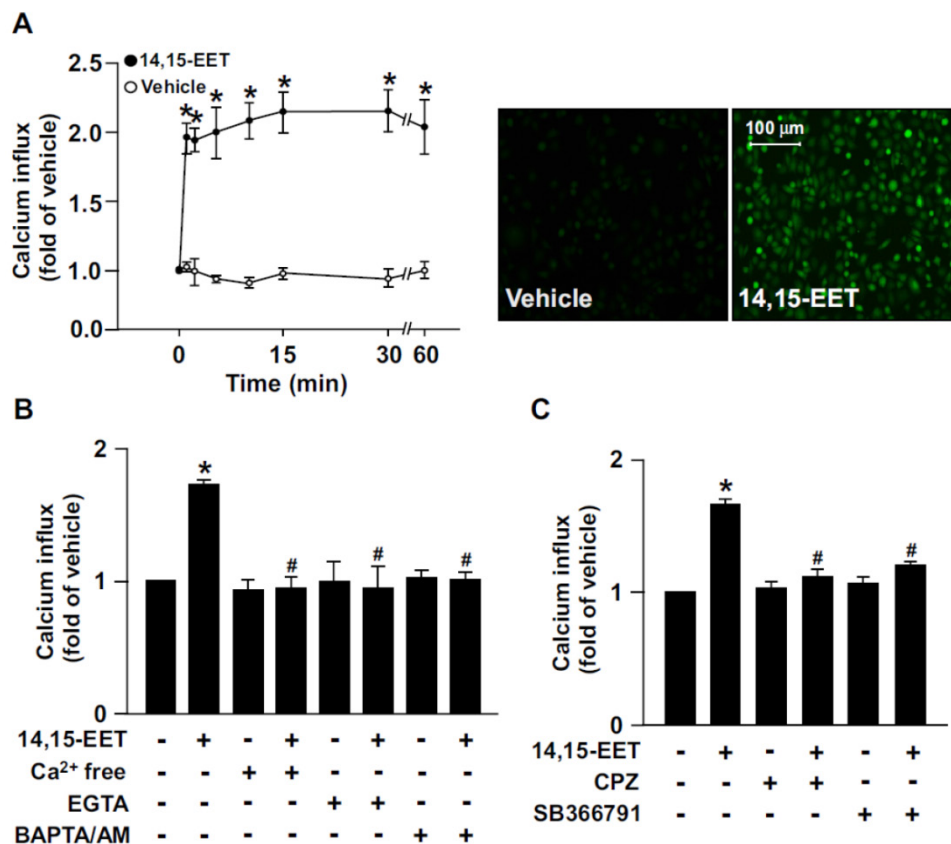 A
14,15-EET
Vehicle
2.5
2.0
1.5
1.0
0.0
Calcium influx
(fold of vehicle)
* * * * * * *
0 15 30 60
Time (min)
100 µm
Vehicle
14,15-EET
B
2
1
0
Calcium influx
(fold of vehicle)
* # # #
14,15-EET - + - + - + - +
Ca²⁺ free - - + + - - - -
EGTA - - - - + + - -
BAPTA/AM - - - - - - + +
C
2
1
0
Calcium influx
(fold of vehicle)
* # #
14,15-EET - + - + - +
CPZ - - + + - -
SB366791 - - - - + +